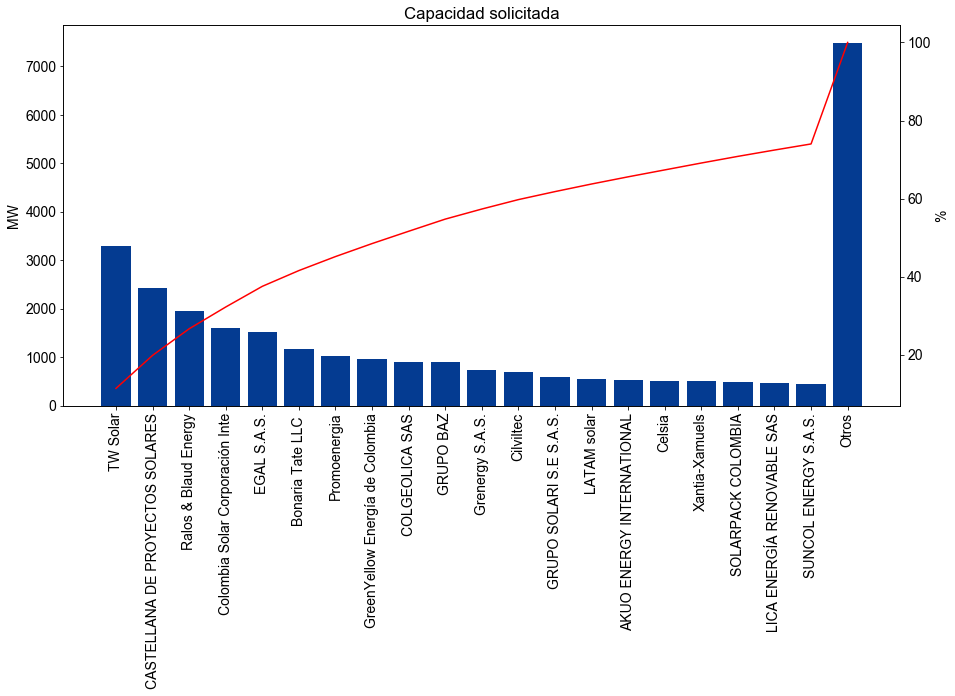 Capacidad solicitada
MW
7000
6000
5000
4000
3000
2000
1000
0
%
100
80
60
40
20
TW Solar
CASTELLANA DE PROYECTOS SOLARES
Ralos & Blaud Energy
Colombia Solar Corporación Inte
EGAL S.A.S.
Bonaria Tate LLC
Promoenergia
GreenYellow Energía de Colombia
COLGEOLICA SAS
GRUPO BAZ
Grenergy S.A.S.
Cilviltec
GRUPO SOLARI S.E S.A.S.
LATAM solar
AKUO ENERGY INTERNATIONAL
Celsia
Xantia-Xamuels
SOLARPACK COLOMBIA
LICA ENERGÍA RENOVABLE SAS
SUNCOL ENERGY S.A.S.
Otros